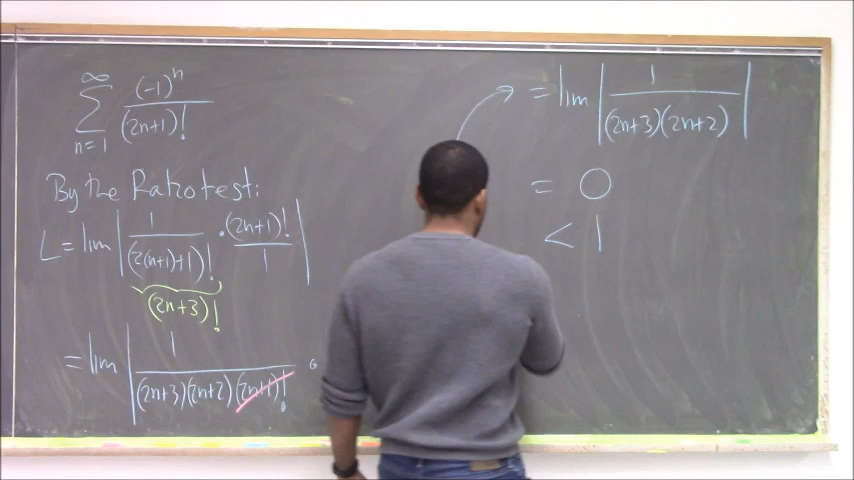 ∑_{n=1}^{∞} (-1)^n / (2n+1)!
By the Ratio test:
L = lim | 1/(2(n+1)+1)! · (2n+1)!/1 |
(2n+3)!
= lim | 1/((2n+3)(2n+2)(2n+1)!) ·
= lim | 1/((2n+3)(2n+2)) |
= 0
< 1